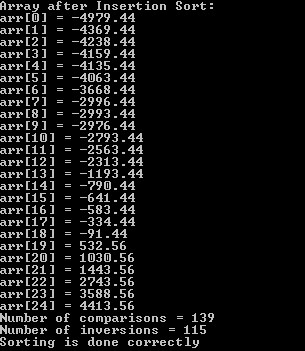 Array after Insertion Sort:
arr[0] = -4979.44
arr[1] = -4369.44
arr[2] = -4238.44
arr[3] = -4159.44
arr[4] = -4135.44
arr[5] = -4063.44
arr[6] = -3668.44
arr[7] = -2996.44
arr[8] = -2993.44
arr[9] = -2976.44
arr[10] = -2793.44
arr[11] = -2563.44
arr[12] = -2313.44
arr[13] = -1193.44
arr[14] = -790.44
arr[15] = -641.44
arr[16] = -583.44
arr[17] = -334.44
arr[18] = -91.44
arr[19] = 532.56
arr[20] = 1030.56
arr[21] = 1443.56
arr[22] = 2743.56
arr[23] = 3588.56
arr[24] = 4413.56
Number of comparisons = 139
Number of inversions = 115
Sorting is done correctly